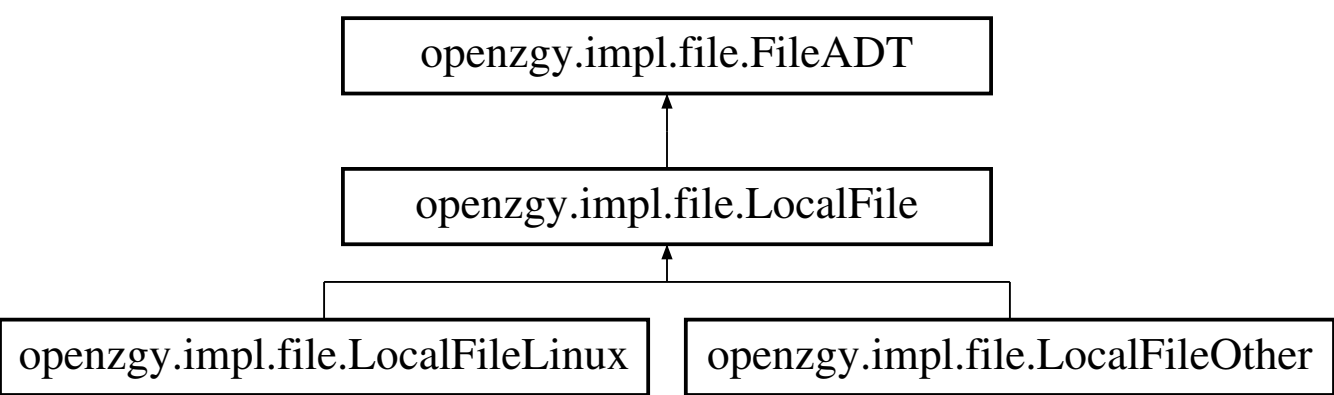 openzgy.impl.file.FileADT
openzgy.impl.file.LocalFile
openzgy.impl.file.LocalFileLinux
openzgy.impl.file.LocalFileOther